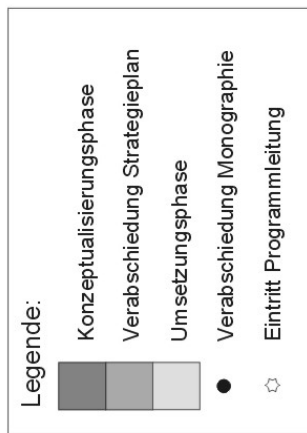 Legende:
Konzeptualisierungsphase
Verabschiedung Strategieplan
Umsetzungsphase
Verabschiedung Monographie
Eintritt Programmleitung